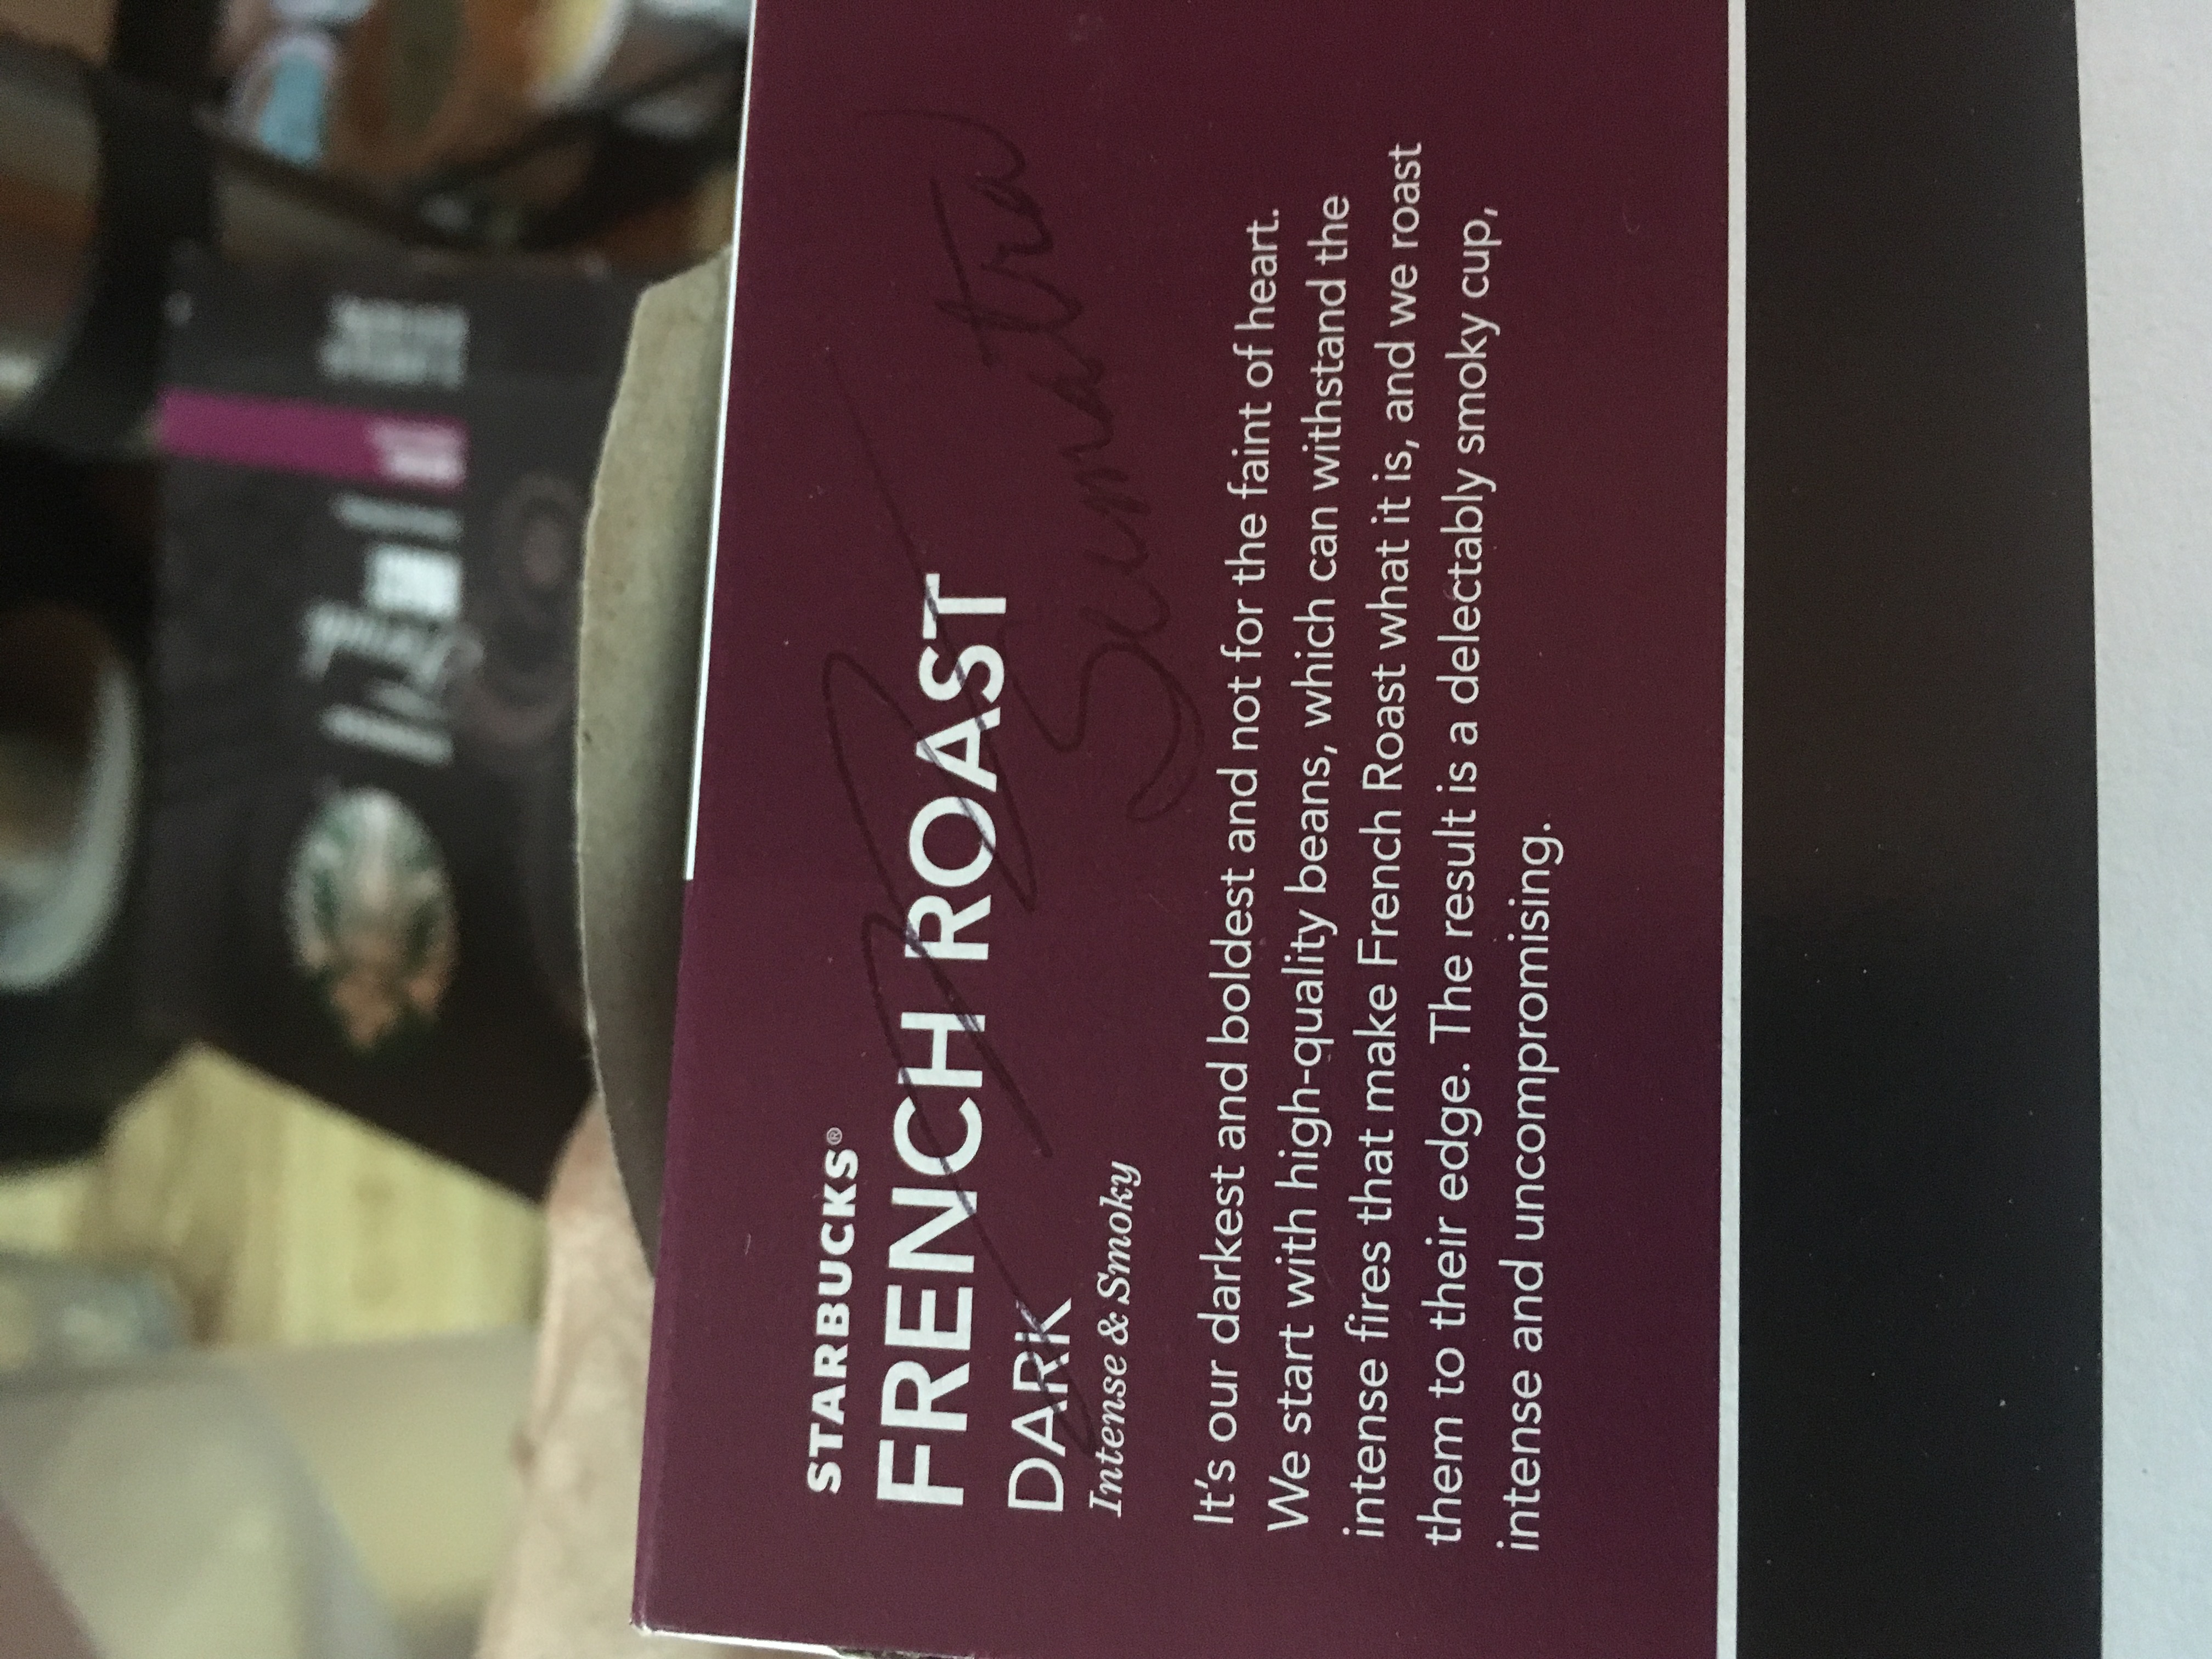 STARBUCKS®
FRENCH ROAST
DARK
Sumatra
Intense & Smoky
It's our darkest and boldest and not for the faint of heart.
We start with high-quality beans, which can withstand the
intense fires that make French Roast what it is, and we roast
them to their edge. The result is a delectably smoky cup,
intense and uncompromising.